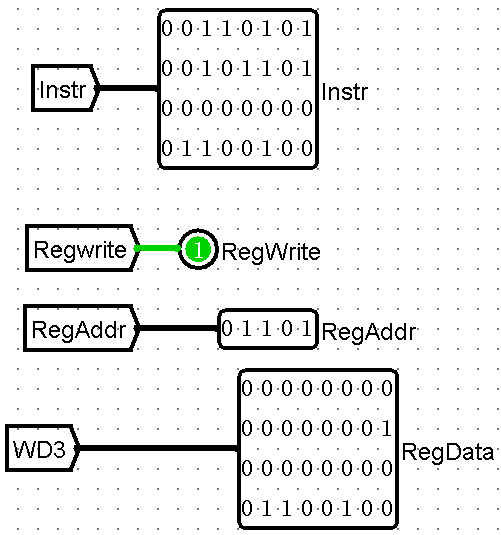 0 0 1 1 0 1 0 1
0 0 1 0 1 1 0 1
Instr
Instr
0 0 0 0 0 0 0 0
0 1 1 0 0 1 0 0
Regwrite 1 RegWrite
RegAddr 0 1 1 0 1 RegAddr
0 0 0 0 0 0 0 0
0 0 0 0 0 0 0 1
WD3 RegData
0 0 0 0 0 0 0 0
0 1 1 0 0 1 0 0